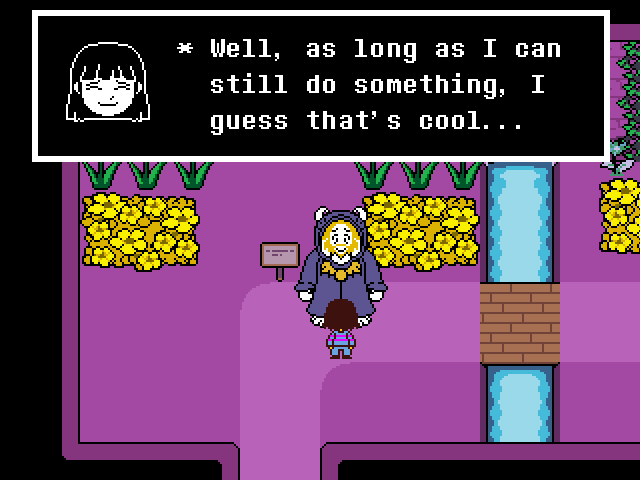 * Well, as long as I can
still do something, I
guess that's cool...